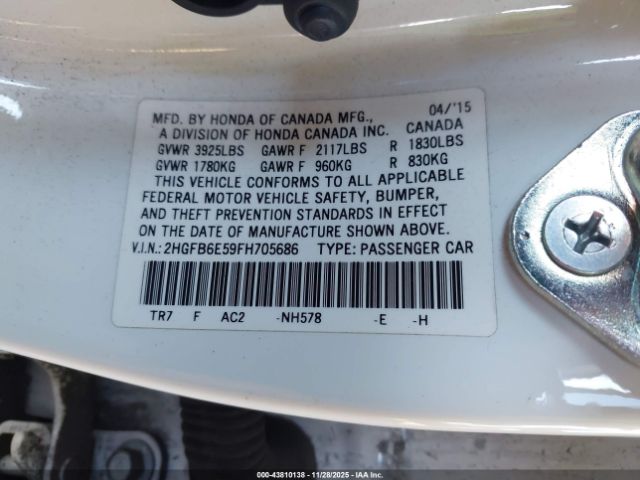 MFD. BY HONDA OF CANADA MFG., 04/'15
A DIVISION OF HONDA CANADA INC. CANADA
GVWR 3925LBS GAWR F 2117LBS R 1830LBS
GVWR 1780KG GAWR F 960KG R 830KG
THIS VEHICLE CONFORMS TO ALL APPLICABLE
FEDERAL MOTOR VEHICLE SAFETY, BUMPER,
AND THEFT PREVENTION STANDARDS IN EFFECT
ON THE DATE OF MANUFACTURE SHOWN ABOVE.
V.I.N.: 2HGFB6E59FH705686 TYPE: PASSENGER CAR
TR7 F AC2 -NH578 -E -H
000-43810138 - 11/28/2025 - IAA Inc.